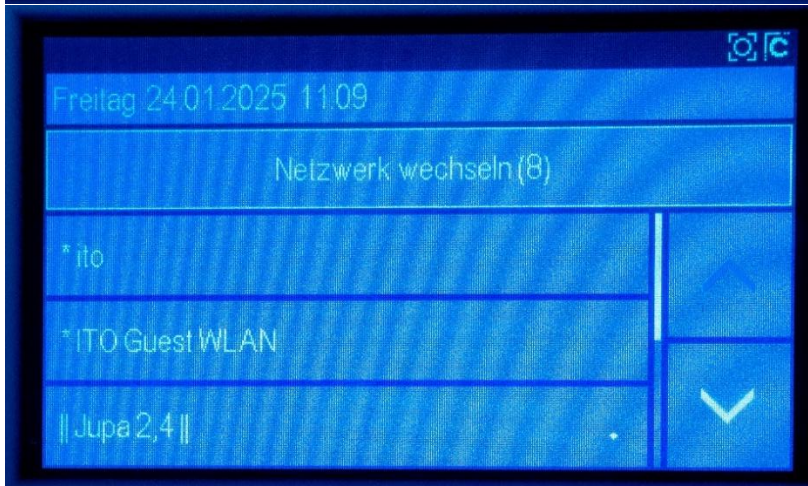 C
Freitag 24.01.2025 11:09
Netzwerk wechseln (8)
* ito
* ITO Guest WLAN
|| Jupa 2,4 ||